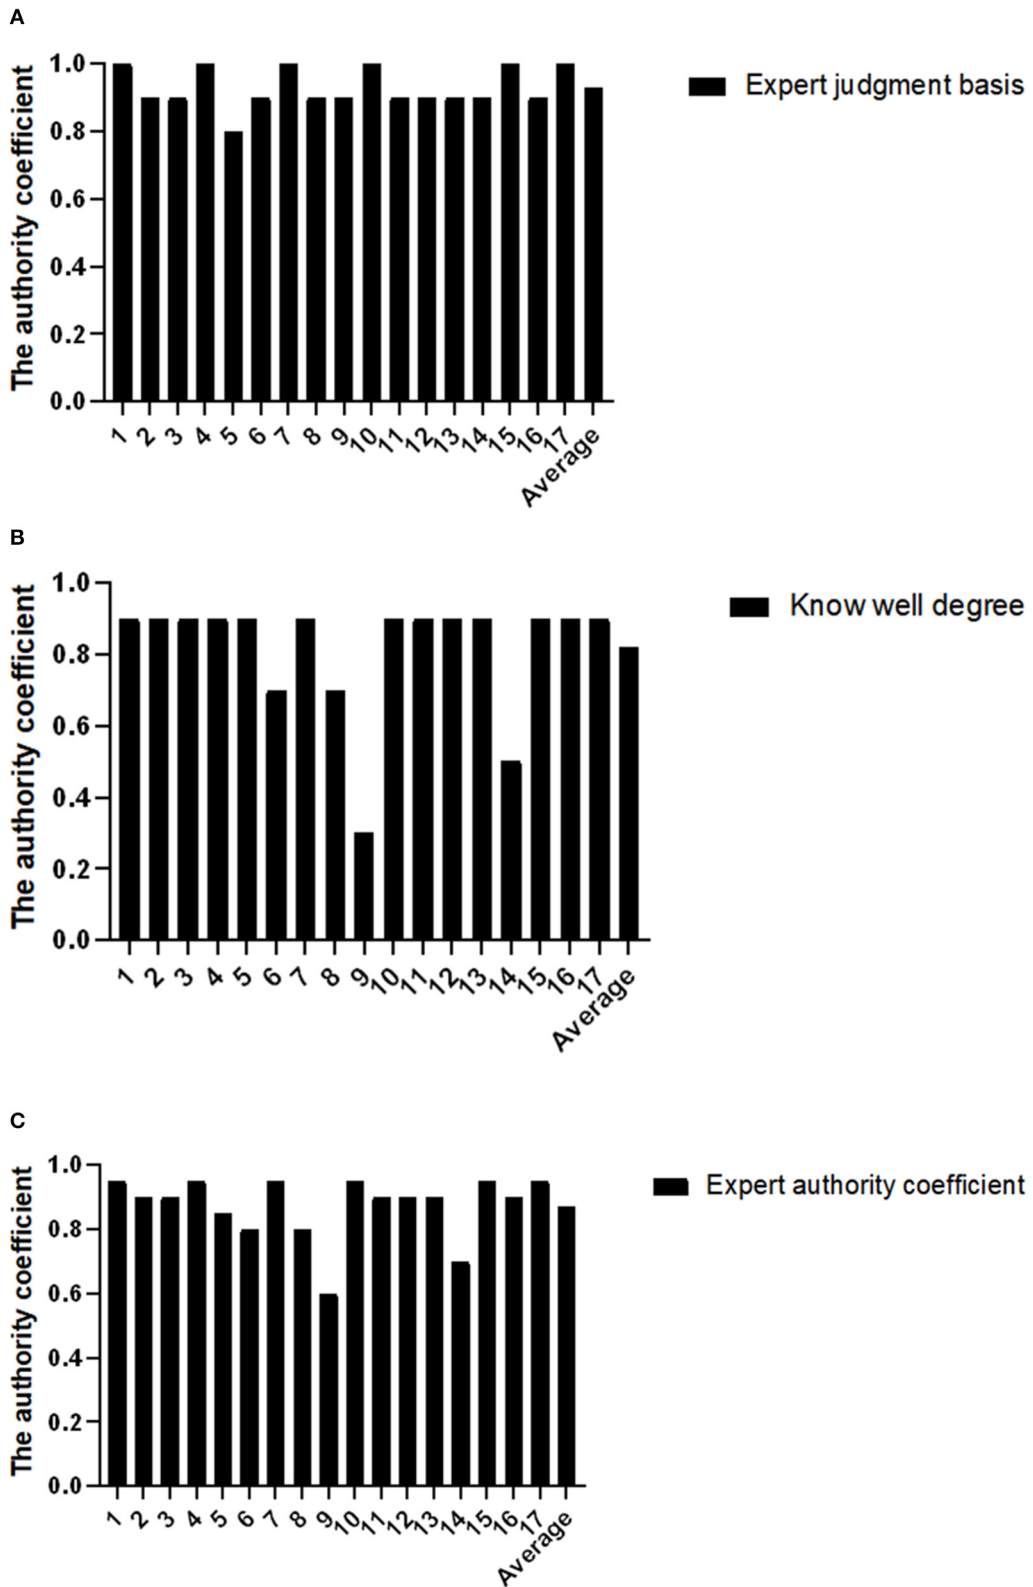 A
The authority coefficient
1.0
0.8
0.6
0.4
0.2
0.0
1 2 3 4 5 6 7 8 9 10 11 12 13 14 15 16 17 Average
Expert judgment basis
B
The authority coefficient
1.0
0.8
0.6
0.4
0.2
0.0
1 2 3 4 5 6 7 8 9 10 11 12 13 14 15 16 17 Average
Know well degree
C
The authority coefficient
1.0
0.8
0.6
0.4
0.2
0.0
1 2 3 4 5 6 7 8 9 10 11 12 13 14 15 16 17 Average
Expert authority coefficient